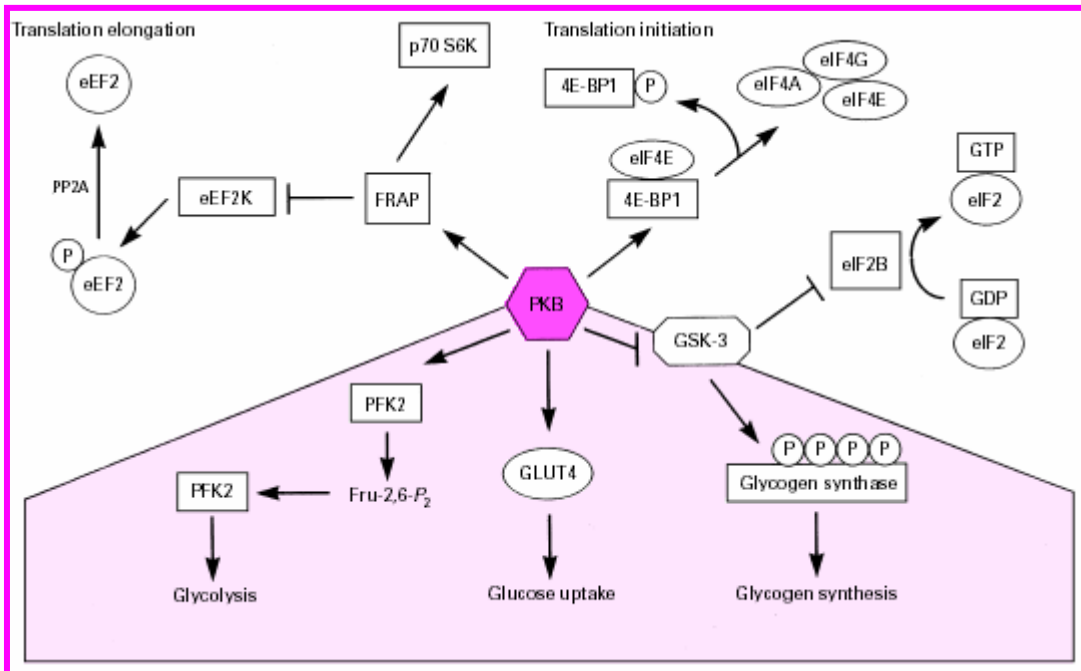 Translation elongation
Translation initiation
p70 S6K
eIF4G
eEF2
4E-BP1
P
eIF4A
eIF4E
eIF4E
GTP
PP2A
eEF2K
FRAP
4E-BP1
eIF2
P
eIF2B
eEF2
PKB
GDP
GSK-3
eIF2
PFK2
P P P P
GLUT4
Glycogen synthase
PFK2
Fru-2,6-P2
Glycolysis
Glucose uptake
Glycogen synthesis